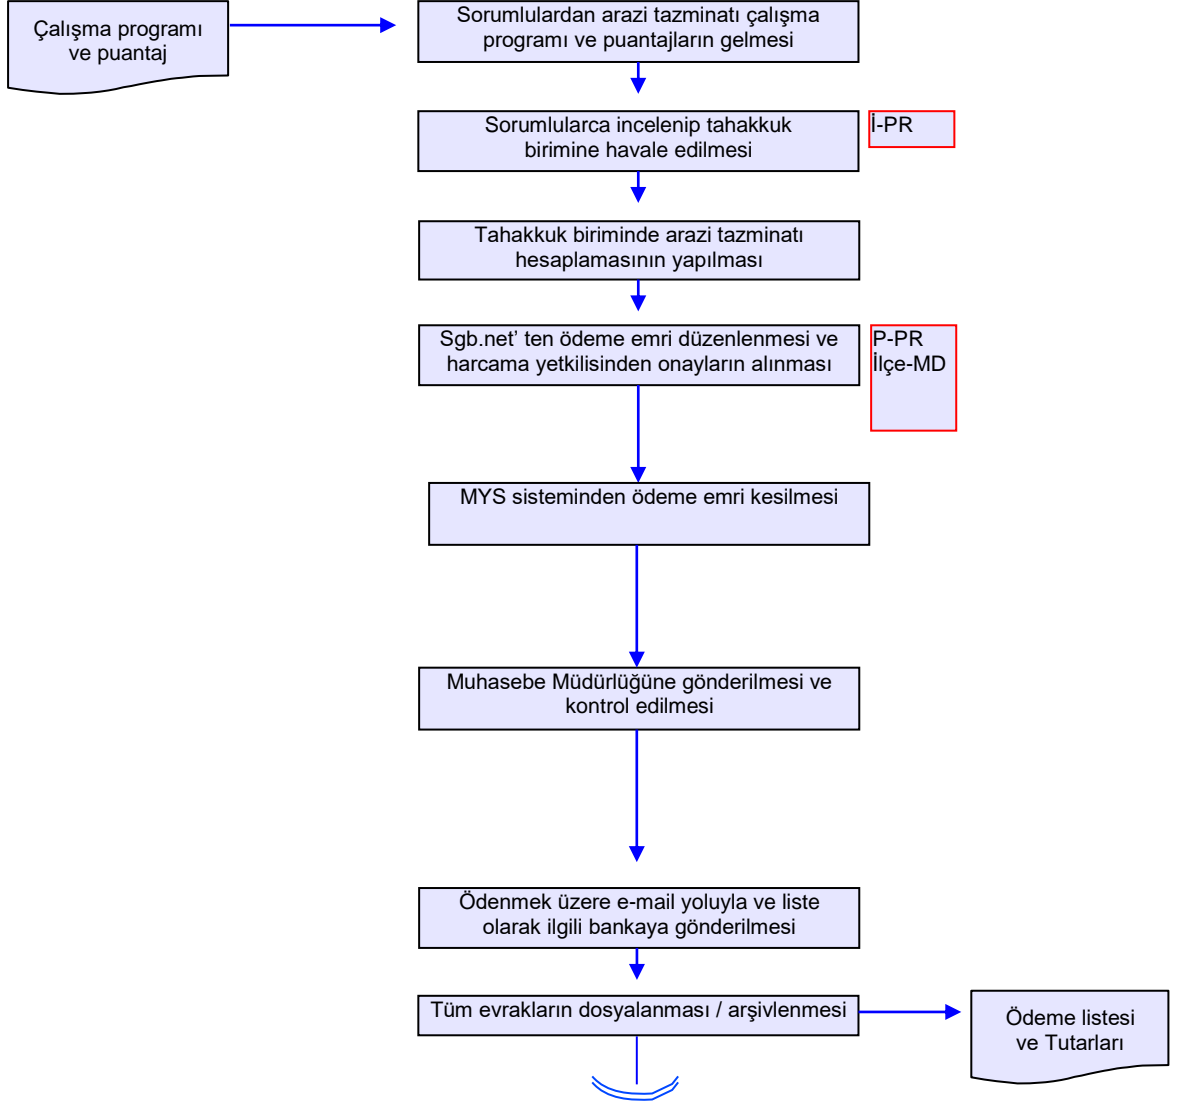 Çalışma programı
ve puantaj
Sorumlulardan arazi tazminatı çalışma
programı ve puantajların gelmesi
Sorumlularca incelenip tahakkuk
birimine havale edilmesi
İ-PR
Tahakkuk biriminde arazi tazminatı
hesaplamasının yapılması
Sgb.net’ ten ödeme emri düzenlenmesi ve
harcama yetkilisinden onayların alınması
P-PR
İlçe-MD
MYS sisteminden ödeme emri kesilmesi
Muhasebe Müdürlüğüne gönderilmesi ve
kontrol edilmesi
Ödenmek üzere e-mail yoluyla ve liste
olarak ilgili bankaya gönderilmesi
Tüm evrakların dosyalanması / arşivlenmesi
Ödeme listesi
ve Tutarları